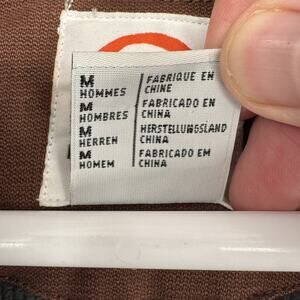 M
HOMMES
FABRIQUE EN
CHINE
M
HOMBRES
FABRICADO EN
CHINA
M
HERREN
HERSTELLUNGSLAND
CHINA
M
HOMEM
FABRICADO EM
CHINA